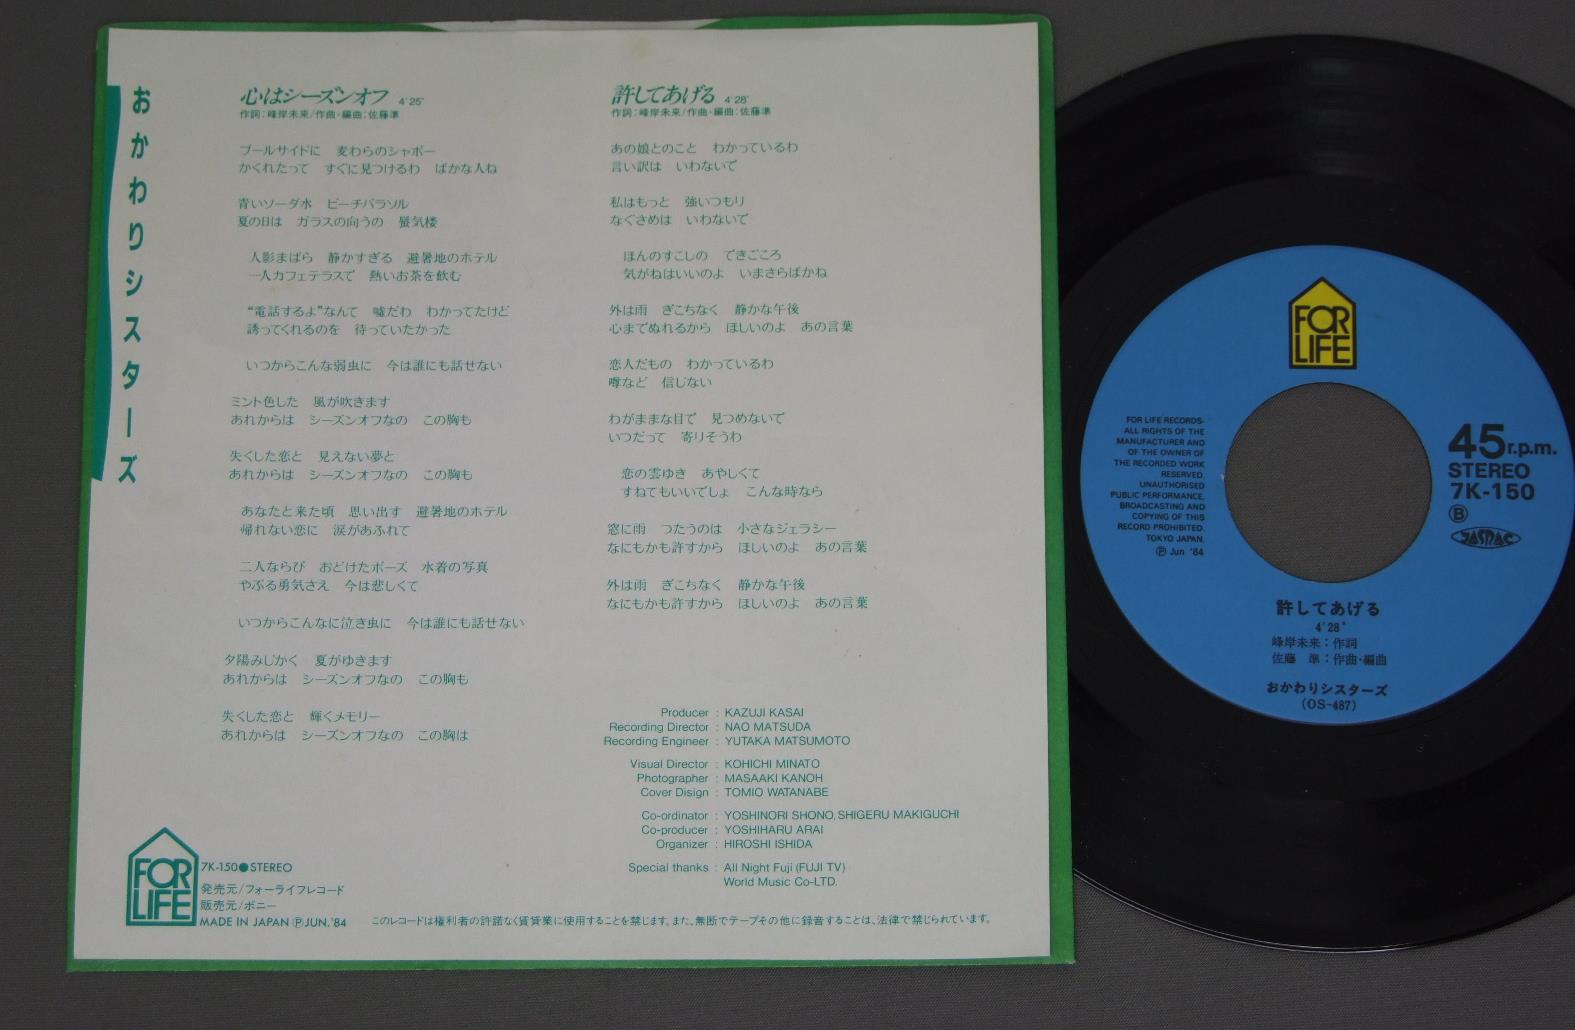 おかわりシスターズ
心はシーズンオフ 4'25"
作詞:峰岸未来/作曲・編曲:佐藤準
プールサイドに　麦わらのシャポー
かくれたって　すぐに見つけるわ　ばかな人ね
青いソーダ水　ビーチパラソル
夏の日は　ガラスの向うの　蜃気楼
人影まばら　静かすぎる　避暑地のホテル
一人カフェテラスで　熱いお茶を飲む
“電話するよ”なんて　嘘だわ　わかってたけど
誘ってくれるのを　待っていたかった
いつからこんな弱虫に　今は誰にも話せない
ミント色した　風が吹きます
あれからは　シーズンオフなの　この胸も
失くした恋と　見えない夢と
あれからは　シーズンオフなの　この胸も
あなたと来た頃　思い出す　避暑地のホテル
帰れない恋に　涙があふれて
二人ならび　おどけたポーズ　水着の写真
やぶる勇気さえ　今は悲しくて
いつからこんなに泣き虫に　今は誰にも話せない
夕陽みじかく　夏がゆきます
あれからは　シーズンオフなの　この胸も
失くした恋と　輝くメモリー
あれからは　シーズンオフなの　この胸は
許してあげる 4'28"
作詞:峰岸未来/作曲・編曲:佐藤準
あの娘とのこと　わかっているわ
言い訳は　いわないで
私はもっと　強いつもり
なぐさめは　いわないで
ほんのすこしの　できごころ
気がねはいいのよ　いまさらばかね
外は雨　ぎこちなく　静かな午後
心までぬれるから　ほしいのよ　あの言葉
恋人だもの　わかっているわ
噂など　信じない
わがままな目で　見つめないで
いつだって　寄りそうわ
恋の雲ゆき　あやしくて
すねてもいいでしょ　こんな時なら
窓に雨　つたうのは　小さなジェラシー
なにもかも許すから　ほしいのよ　あの言葉
外は雨　ぎこちなく　静かな午後
なにもかも許すから　ほしいのよ　あの言葉
Producer : KAZUJI KASAI
Recording Director : NAO MATSUDA
Recording Engineer : YUTAKA MATSUMOTO
Visual Director : KOHICHI MINATO
Photographer : MASAAKI KANOH
Cover Disign : TOMIO WATANABE
Co-ordinator : YOSHINORI SHONO, SHIGERU MAKIGUCHI
Co-producer : YOSHIHARU ARAI
Organizer : HIROSHI ISHIDA
Special thanks : All Night Fuji (FUJI TV)
World Music Co-LTD.
FOR
LIFE
7K-150●STEREO
発売元/フォーライフレコード
販売元/ポニー
MADE IN JAPAN ℗JUN.'84
このレコードは権利者の許諾なく賃貸業に使用することを禁じます。また、無断でテープその他に録音することは、法律で禁じられています。
FOR
LIFE
FOR LIFE RECORDS-
ALL RIGHTS OF THE
MANUFACTURER AND
OF THE OWNER OF
THE RECORDED WORK
RESERVED.
UNAUTHORISED
PUBLIC PERFORMANCE,
BROADCASTING AND
COPYING OF THIS
RECORD PROHIBITED.
TOKYO JAPAN.
℗ Jun '84
45r.p.m.
STEREO
7K-150
Ⓑ
JASRAC
許してあげる
4'28"
峰岸未来:作詞
佐藤　準:作曲・編曲
おかわりシスターズ
(OS-487)